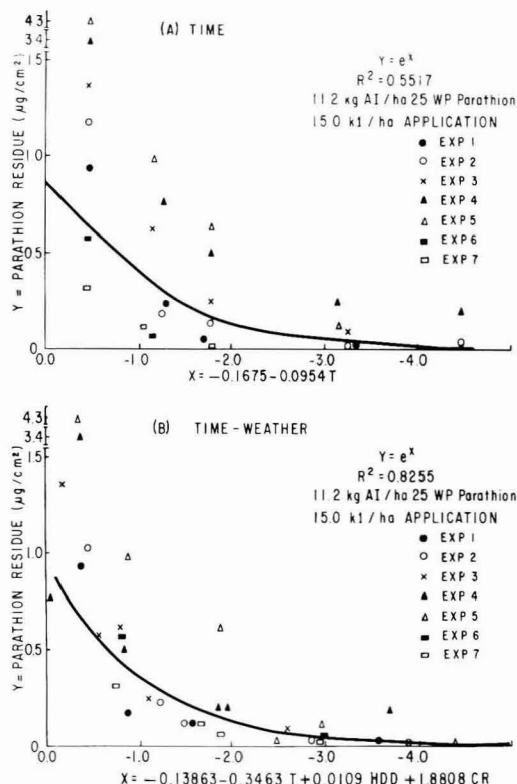 (A) TIME
4.3
3.4
1.5
1.0
0.5
0
Y = PARATHION RESIDUE (µg/cm²)
Y = e^x
R² = 0.5517
11.2 kg AI/ha 25 WP Parathion
15.0 kl/ha APPLICATION
● EXP 1
○ EXP 2
× EXP 3
▲ EXP 4
△ EXP 5
■ EXP 6
□ EXP 7
0.0 -1.0 -2.0 -3.0 -4.0
X = -0.1675-0.0954T
(B) TIME-WEATHER
4.3
3.4
1.5
1.0
0.5
0
Y = PARATHION RESIDUE (µg/cm²)
Y = e^x
R² = 0.8255
11.2 kg AI/ha 25 WP Parathion
15.0 kl/ha APPLICATION
● EXP 1
○ EXP 2
× EXP 3
▲ EXP 4
△ EXP 5
■ EXP 6
□ EXP 7
0.0 -1.0 -2.0 -3.0 -4.0
X = -0.13863-0.3463 T+0.0109 HDD +1.8808 CR